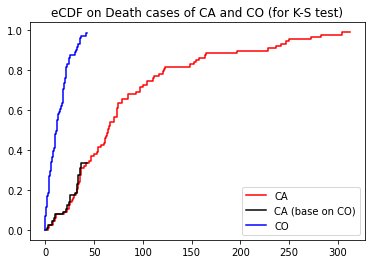 eCDF on Death cases of CA and CO (for K-S test)
1.0
0.8
0.6
0.4
0.2
0.0
0 50 100 150 200 250 300
CA
CA (base on CO)
CO